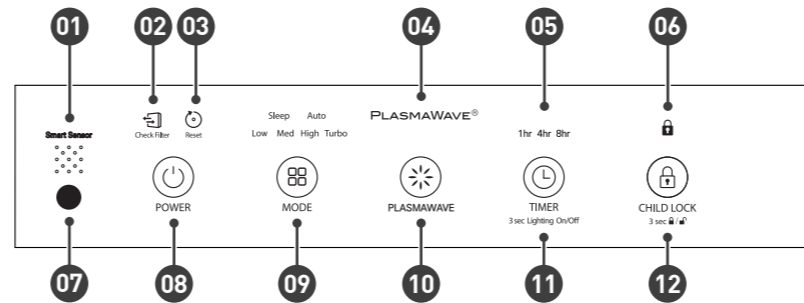 01 02 03 04 05 06
Smart Sensor
Check Filter
Reset
Sleep Auto
Low Med High Turbo
PLASMAWAVE®
1hr 4hr 8hr
POWER
MODE
PLASMAWAVE
TIMER
3 sec Lighting On/Off
CHILD LOCK
3 sec /
07 08 09 10 11 12